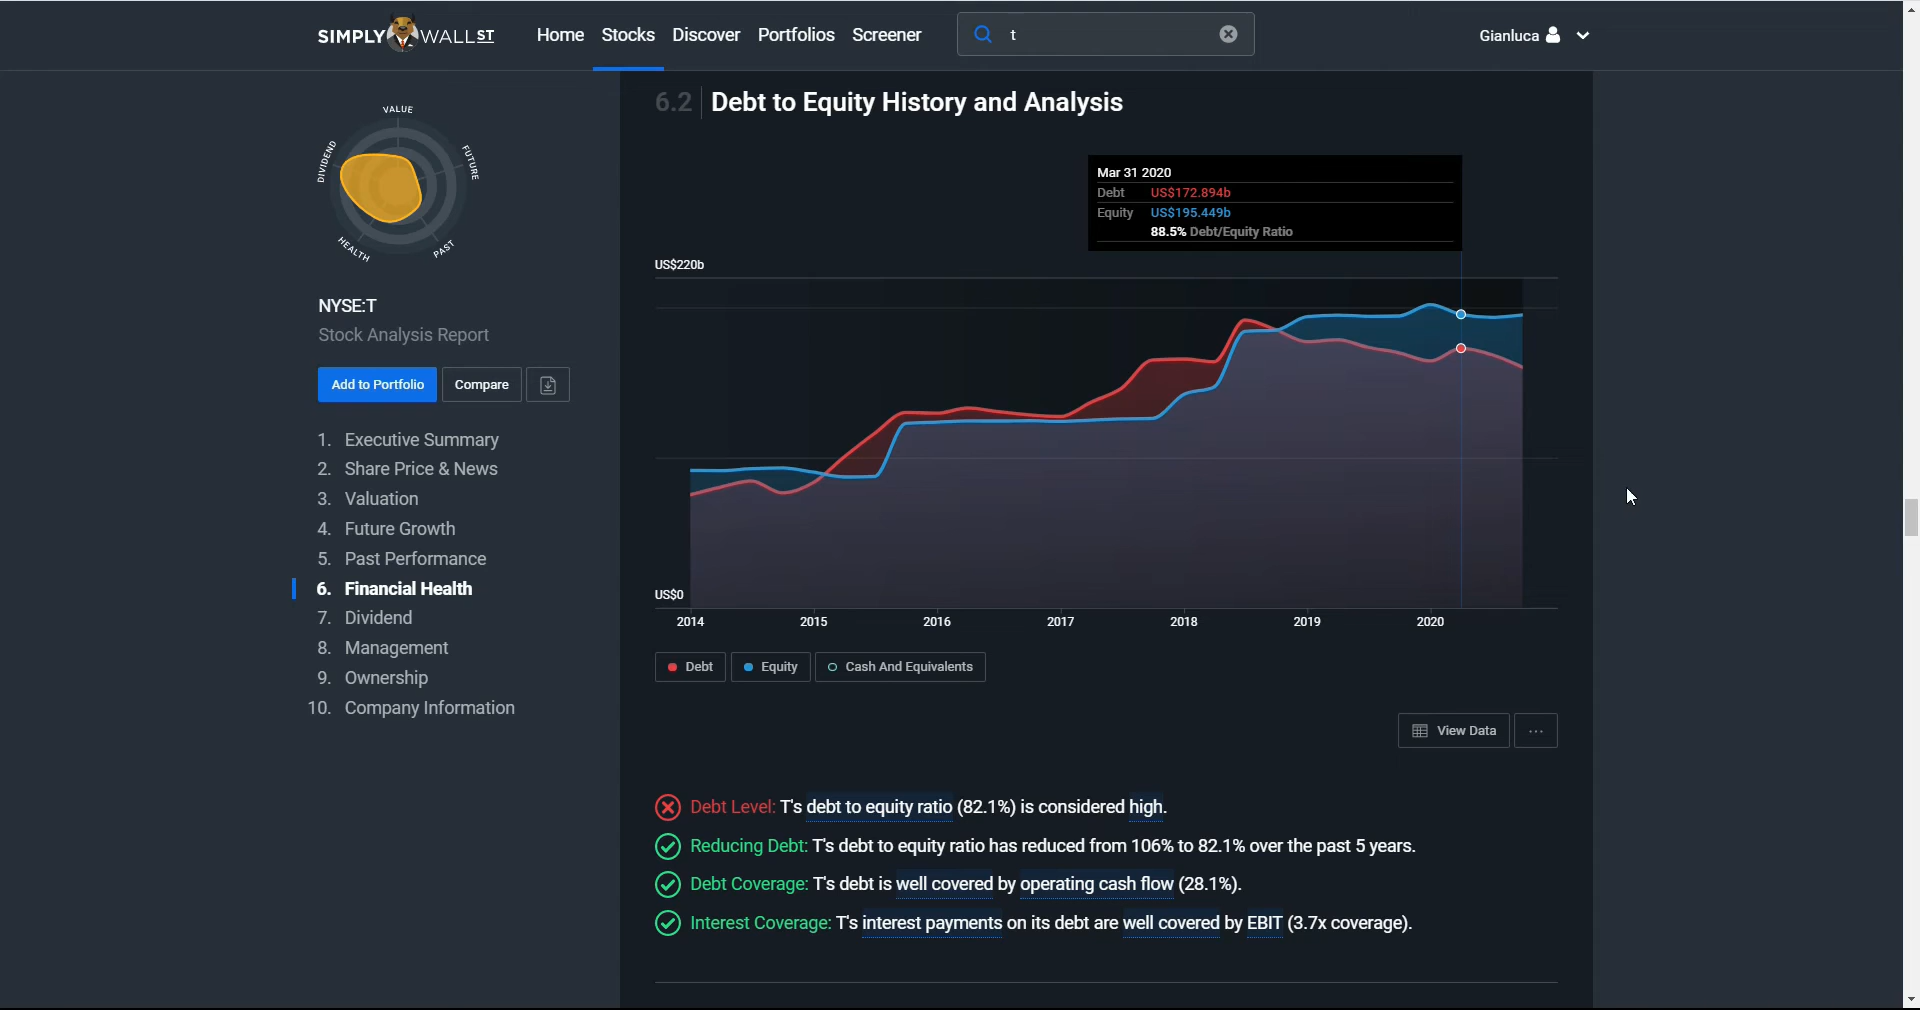 SIMPLY WALL ST
Home Stocks Discover Portfolios Screener
t
Gianluca
VALUE
FUTURE
PAST
HEALTH
DIVIDEND
NYSE:T
Stock Analysis Report
Add to Portfolio
Compare
1. Executive Summary
2. Share Price & News
3. Valuation
4. Future Growth
5. Past Performance
6. Financial Health
7. Dividend
8. Management
9. Ownership
10. Company Information
6.2 Debt to Equity History and Analysis
Mar 31 2020
Debt US$172.894b
Equity US$195.449b
88.5% Debt/Equity Ratio
US$220b
US$0
2014 2015 2016 2017 2018 2019 2020
Debt Equity Cash And Equivalents
View Data ...
Debt Level: T's debt to equity ratio (82.1%) is considered high.
Reducing Debt: T's debt to equity ratio has reduced from 106% to 82.1% over the past 5 years.
Debt Coverage: T's debt is well covered by operating cash flow (28.1%).
Interest Coverage: T's interest payments on its debt are well covered by EBIT (3.7x coverage).